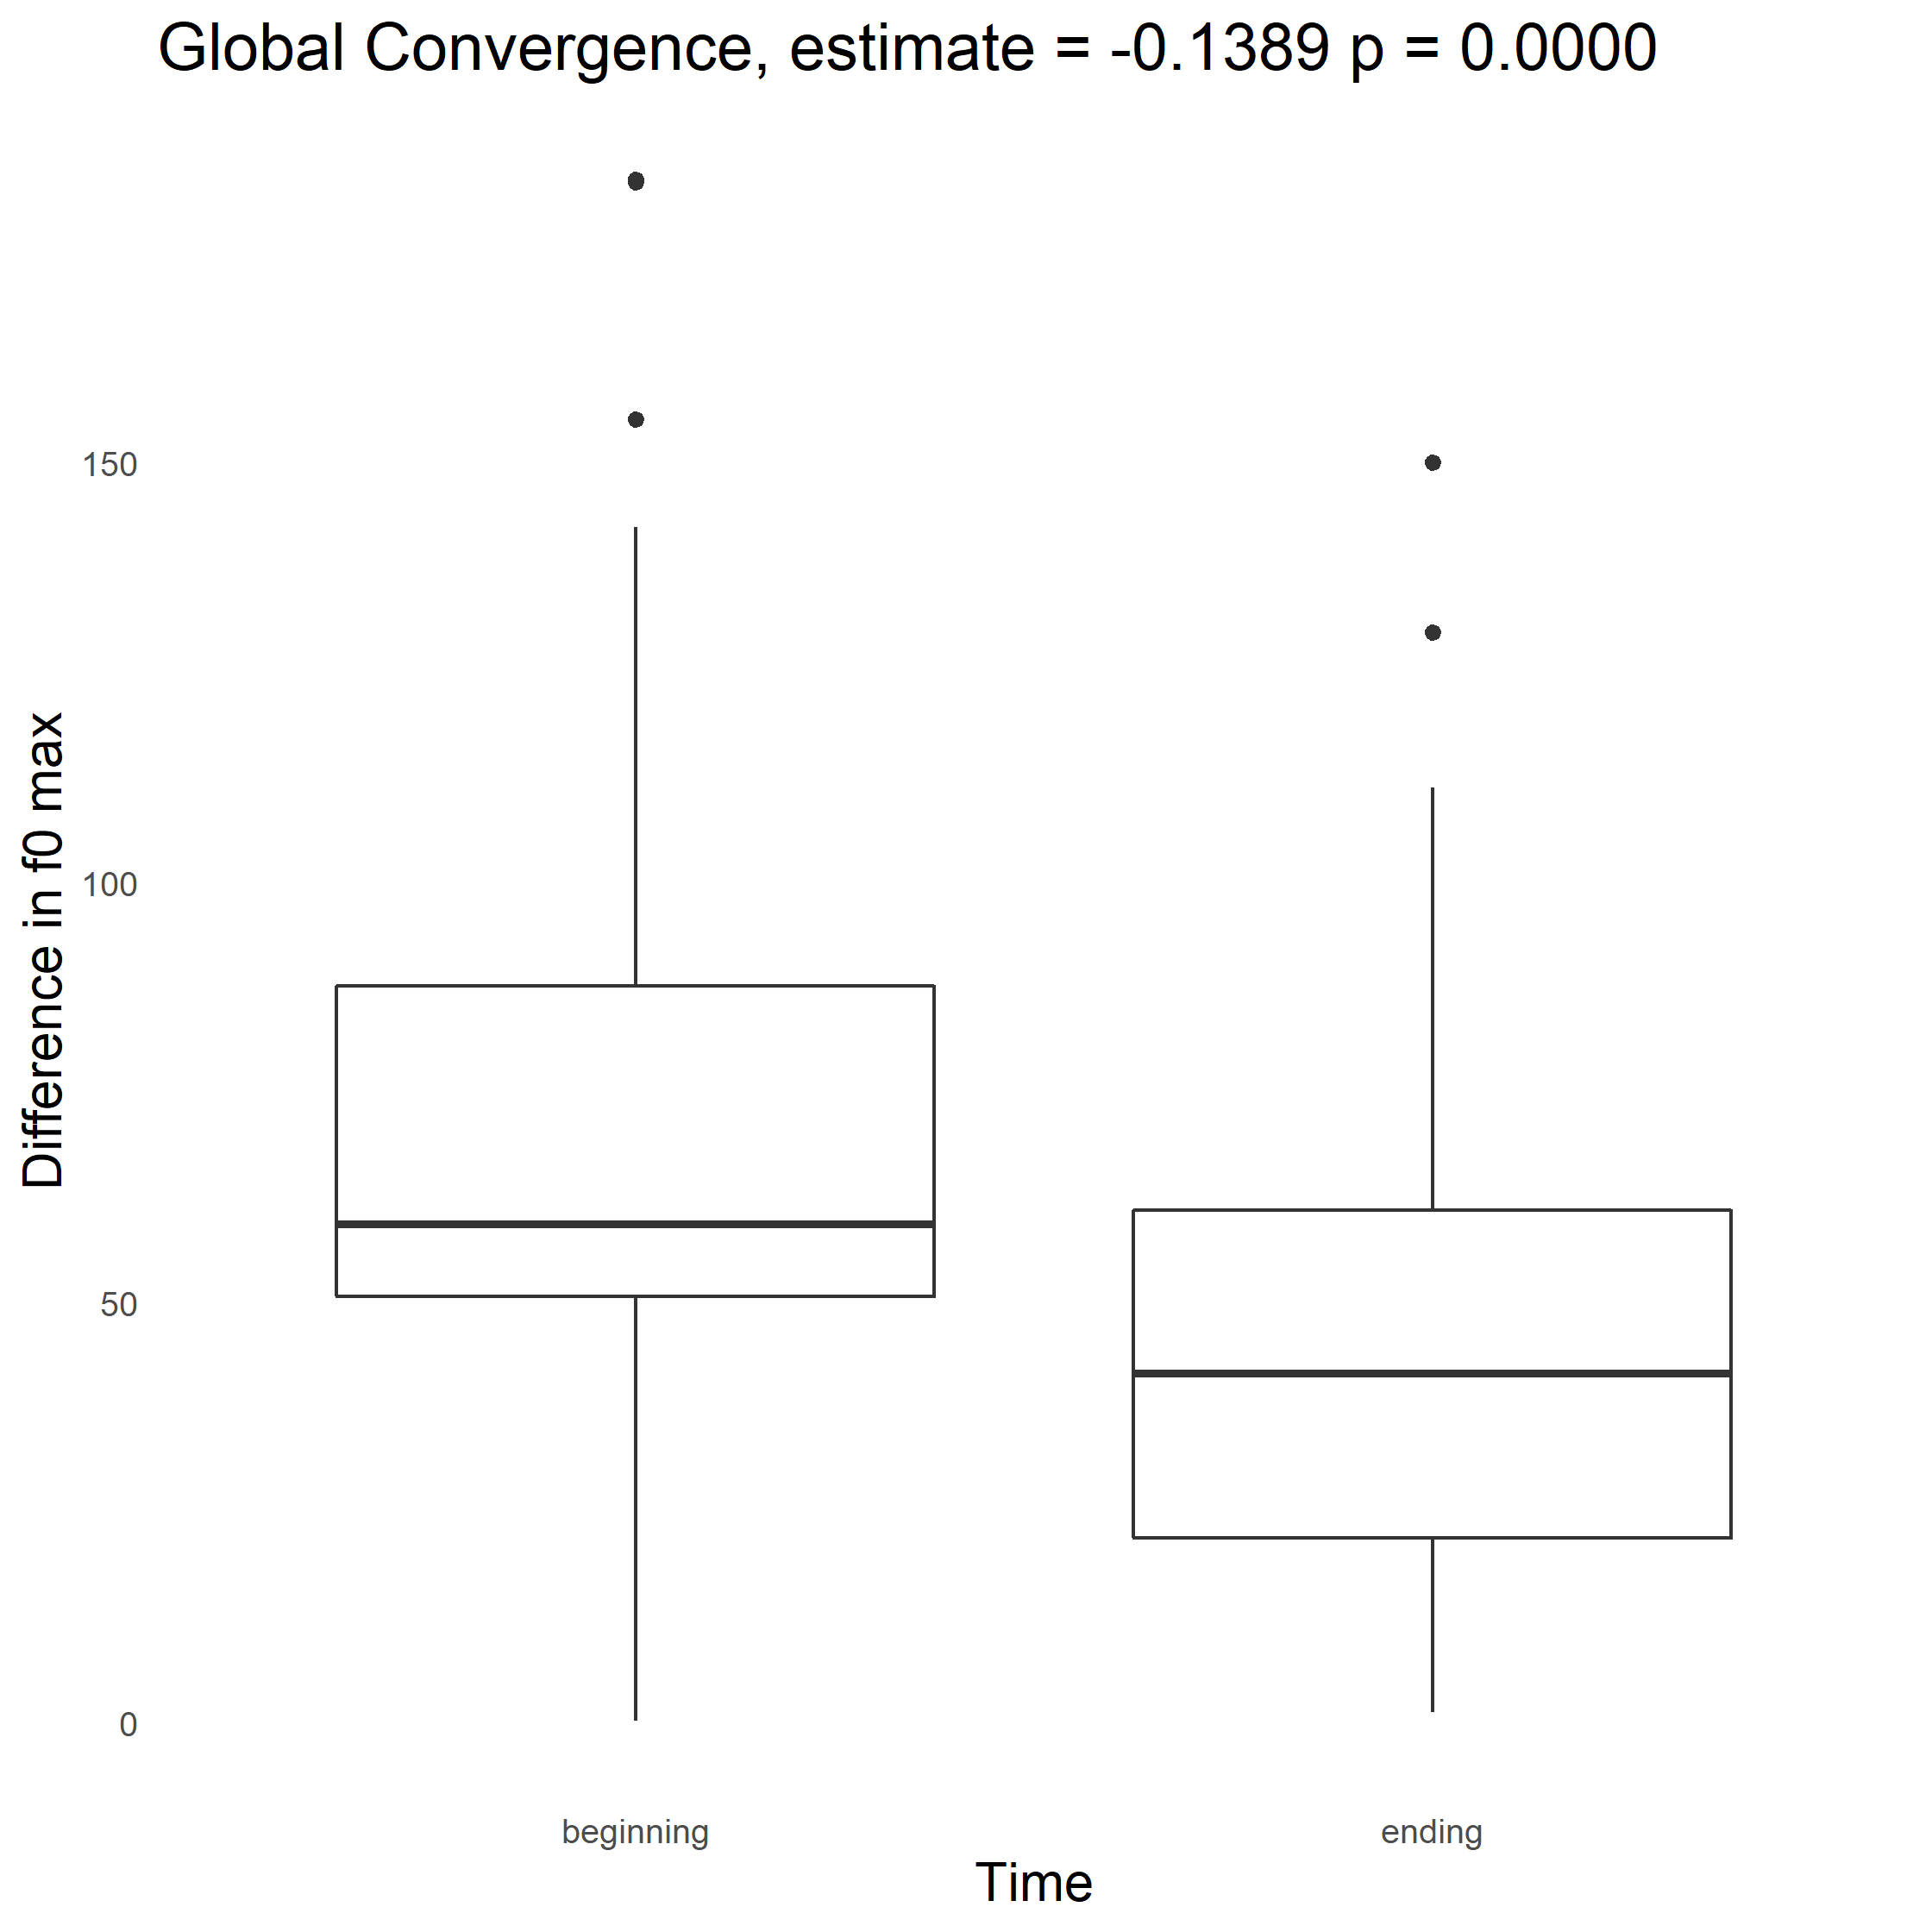 Global Convergence, estimate = -0.1389 p = 0.0000
Difference in f0 max
150
100
50
0
beginning
ending
Time